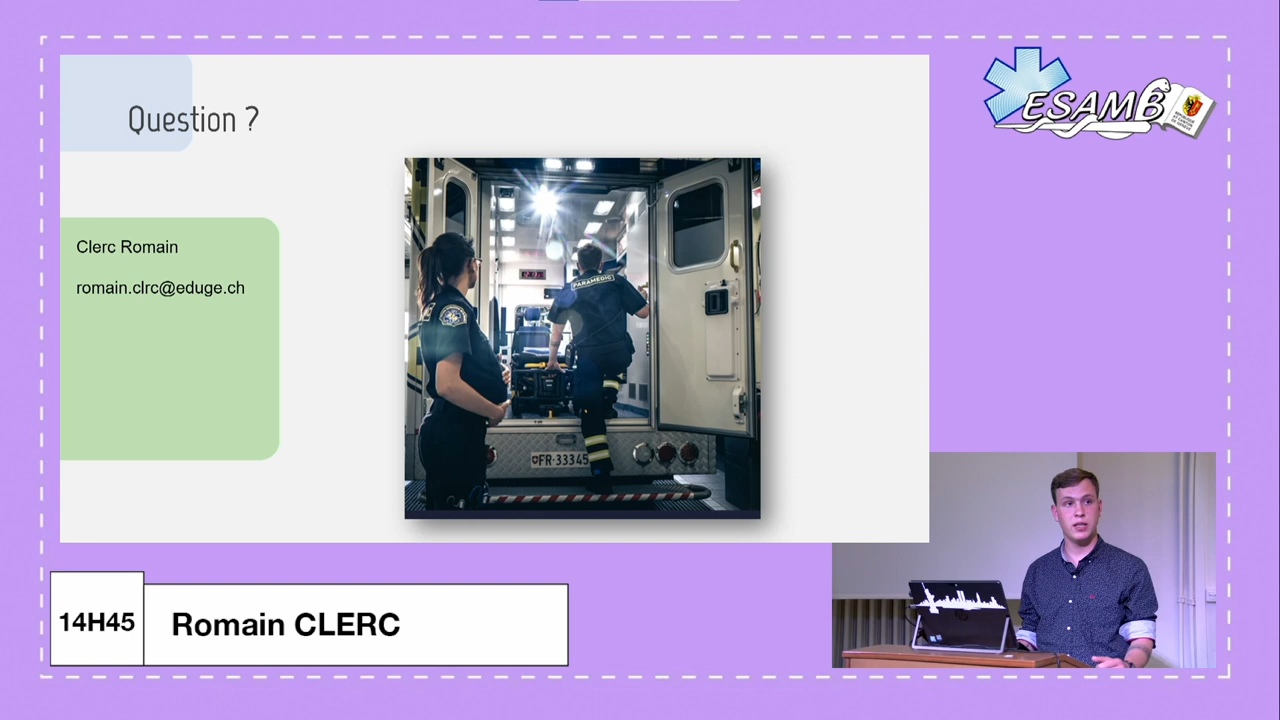 Question ?
Clerc Romain
romain.clrc@eduge.ch
PARAMEDIC
FR·33345
ESAMB
14H45
Romain CLERC